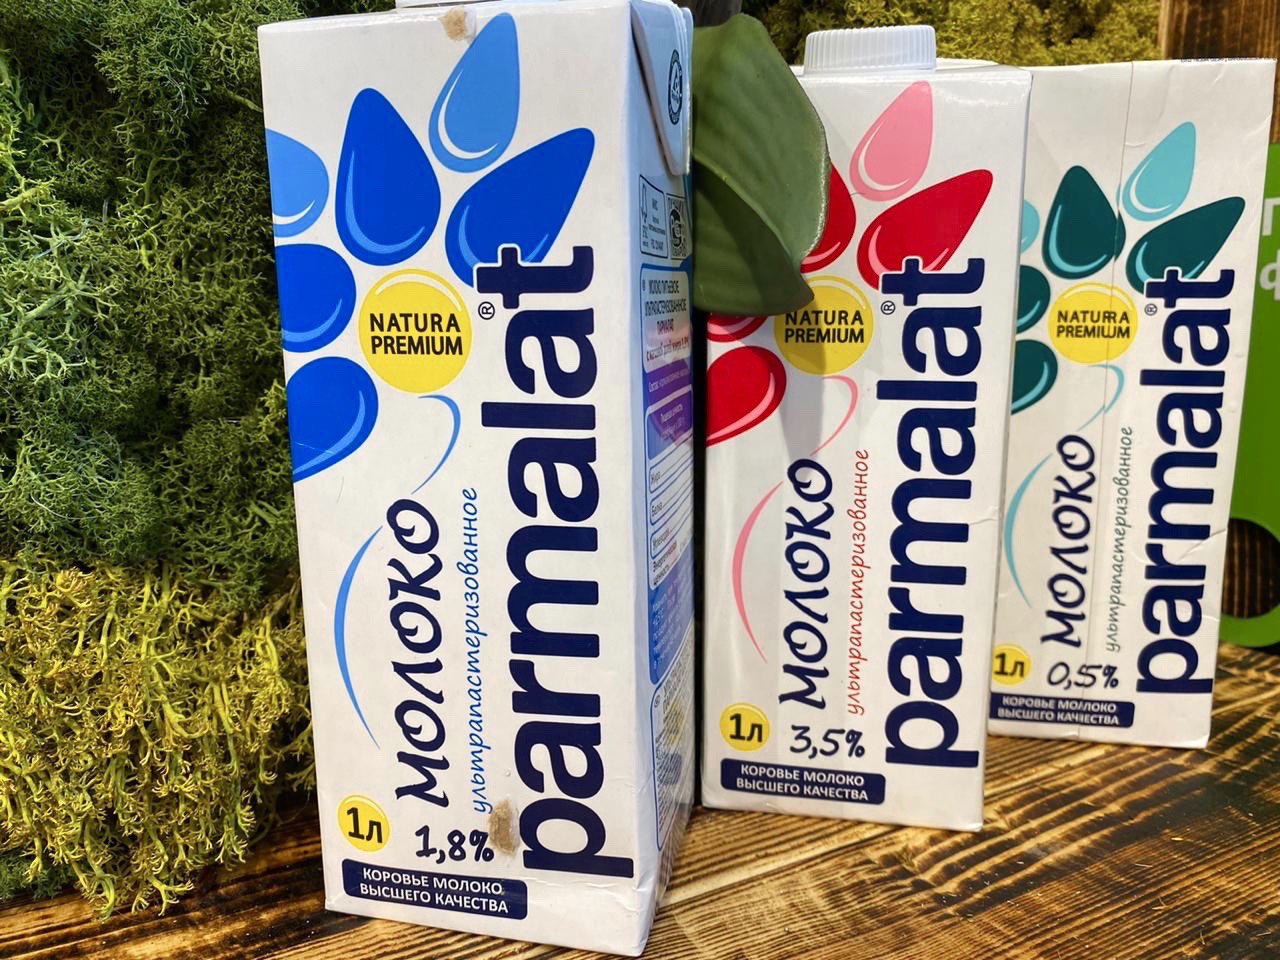 NATURA
PREMIUM
parmalat
®
молоко
ультрапастеризованное
1л
1,8%
КОРОВЬЕ МОЛОКО
ВЫСШЕГО КАЧЕСТВА
NATURA
PREMIUM
parmalat
®
молоко
ультрапастеризованное
1л
3,5%
КОРОВЬЕ МОЛОКО
ВЫСШЕГО КАЧЕСТВА
NATURA
PREMIUM
parmalat
®
молоко
ультрапастеризованное
1л
0,5%
КОРОВЬЕ МОЛОКО
ВЫСШЕГО КАЧЕСТВА